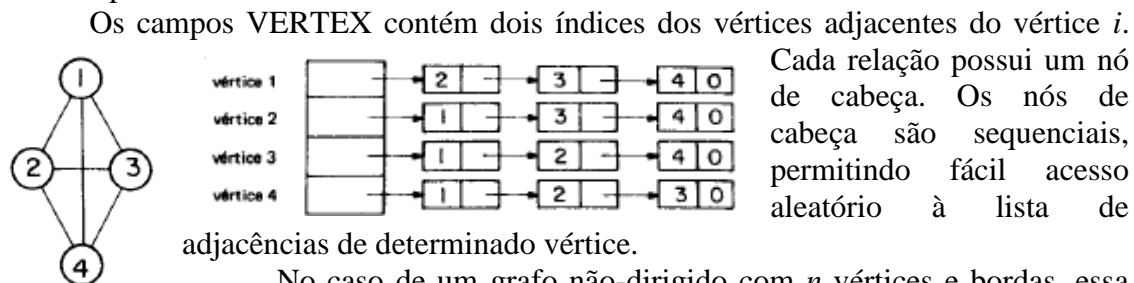 Os campos VERTEX contém dois índices dos vértices adjacentes do vértice i.
Cada relação possui um nó
de cabeça. Os nós de
cabeça são sequenciais,
permitindo fácil acesso
aleatório à lista de
adjacências de determinado vértice.
1
2
3
4
vértice 1 2 3 4 0
vértice 2 1 3 4 0
vértice 3 1 2 4 0
vértice 4 1 2 3 0
No caso de um grafo não-dirigido com n vértices e bordas, essa